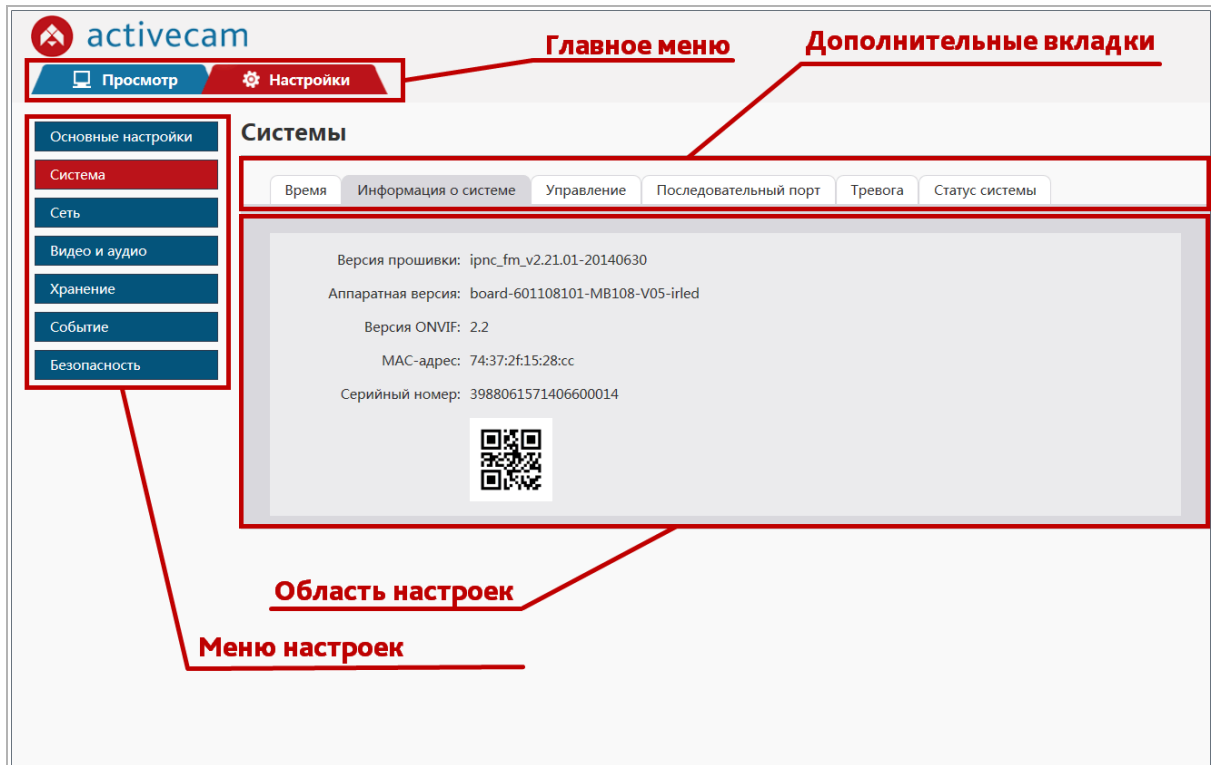 activecam
Главное меню
Дополнительные вкладки
Просмотр
Настройки
Основные настройки
Система
Сеть
Видео и аудио
Хранение
Событие
Безопасность
Системы
Время
Информация о системе
Управление
Последовательный порт
Тревога
Статус системы
Версия прошивки: ipnc_fm_v2.21.01-20140630
Аппаратная версия: board-601108101-MB108-V05-irled
Версия ONVIF: 2.2
MAC-адрес: 74:37:2f:15:28:cc
Серийный номер: 3988061571406600014
Область настроек
Меню настроек